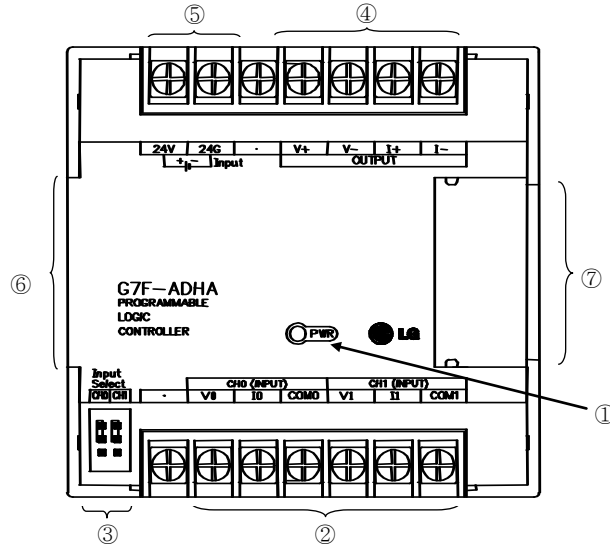 ⑤ ④
24V 24G · V+ V- I+ I-
+ - Input OUTPUT
⑥ ⑦
G7F-ADHA
PROGRAMMABLE
LOGIC
CONTROLLER
PWR LG
①
Input
Select
CH0 CH1
CH0 (INPUT) CH1 (INPUT)
· V0 I0 COM0 V1 I1 COM1
③ ②